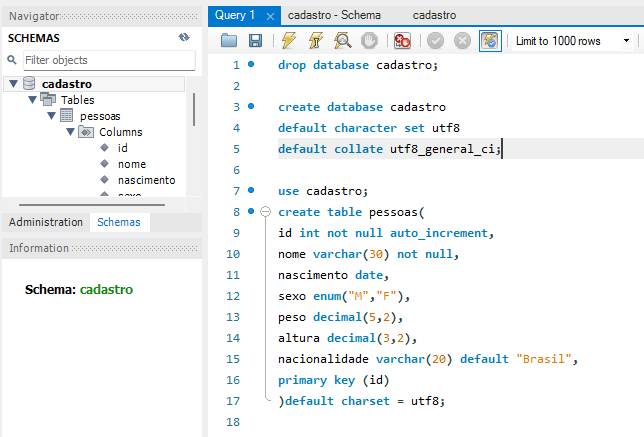 Navigator
SCHEMAS
Filter objects
cadastro
Tables
pessoas
Columns
id
nome
nascimento
sexo
Administration Schemas
Information
Schema: cadastro
Query 1 cadastro - Schema cadastro
Limit to 1000 rows
1 drop database cadastro;
2
3 create database cadastro
4 default character set utf8
5 default collate utf8_general_ci;
6
7 use cadastro;
8 create table pessoas(
9 id int not null auto_increment,
10 nome varchar(30) not null,
11 nascimento date,
12 sexo enum("M","F"),
13 peso decimal(5,2),
14 altura decimal(3,2),
15 nacionalidade varchar(20) default "Brasil",
16 primary key (id)
17 )default charset = utf8;
18